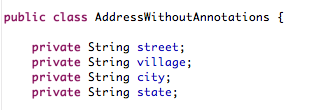 public class AddressWithoutAnnotations {
private String street;
private String village;
private String city;
private String state;